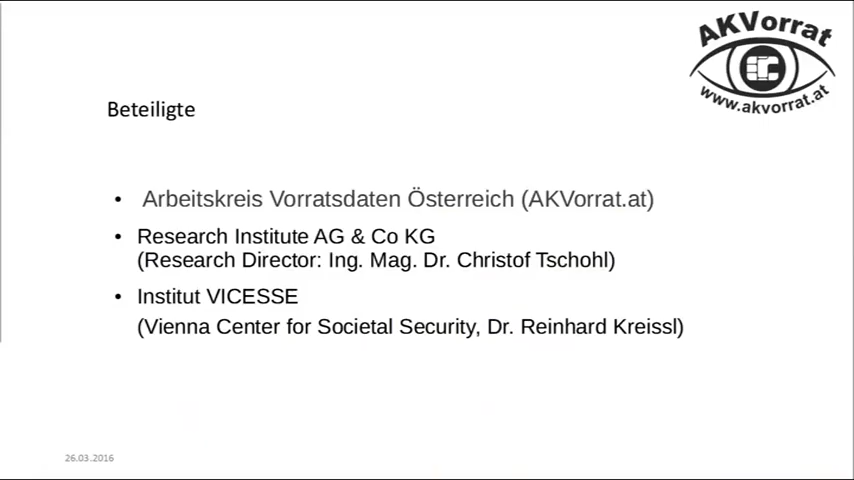 AKVorrat
www.akvorrat.at
Beteiligte
• Arbeitskreis Vorratsdaten Österreich (AKVorrat.at)
• Research Institute AG & Co KG
(Research Director: Ing. Mag. Dr. Christof Tschohl)
• Institut VICESSE
(Vienna Center for Societal Security, Dr. Reinhard Kreissl)
26.03.2016